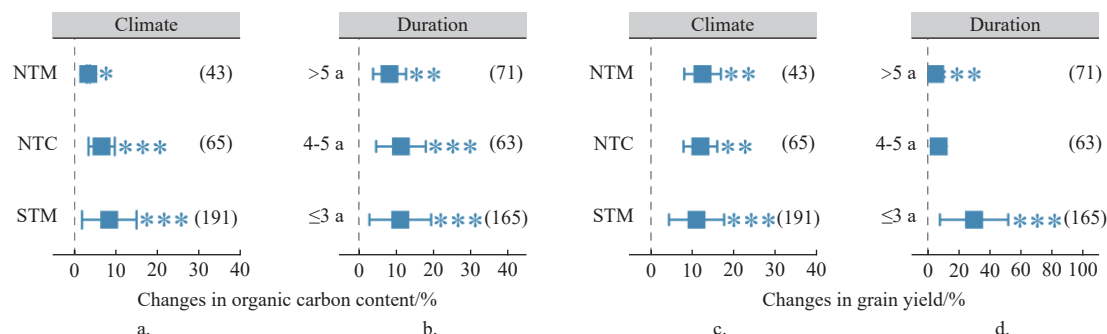 Climate Duration Climate Duration
NTM * (43) >5 a ** (71) NTM ** (43) >5 a *** (71)
NTC *** (65) 4-5 a *** (63) NTC ** (65) 4-5 a (63)
STM *** (191) ≤3 a *** (165) STM *** (191) ≤3 a *** (165)
0 10 20 30 40 0 10 20 30 40 0 10 20 30 40 0 20 40 60 80 100
Changes in organic carbon content/% Changes in grain yield/%
a. b. c. d.